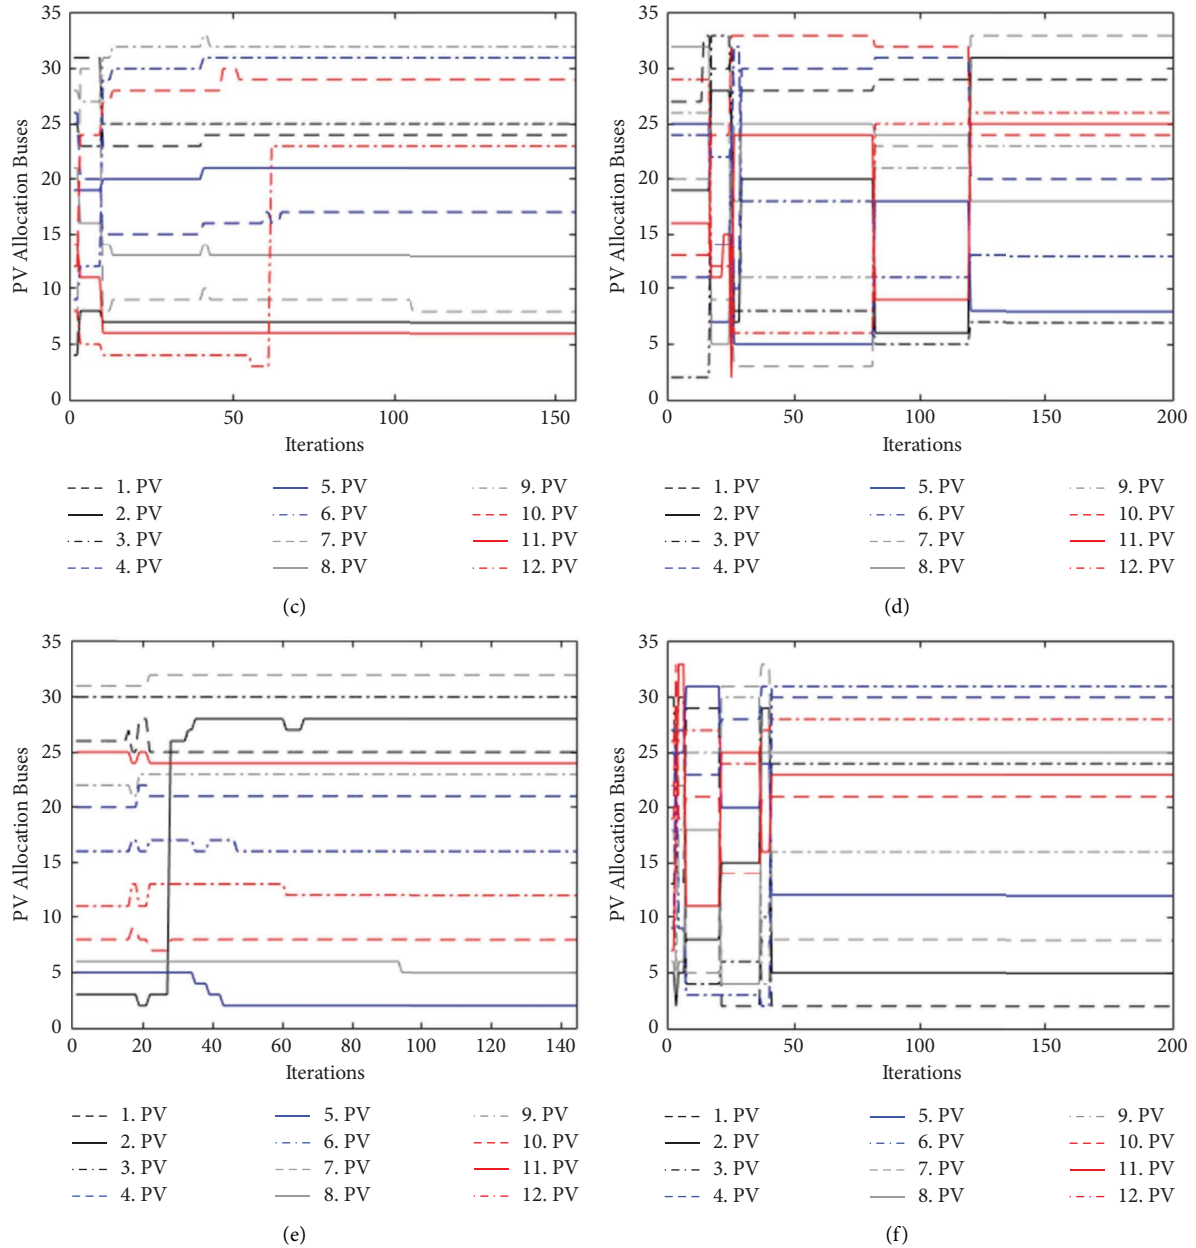 PV Allocation Buses
35
30
25
20
15
10
5
0
0 50 100 150
Iterations
1. PV 5. PV 9. PV
2. PV 6. PV 10. PV
3. PV 7. PV 11. PV
4. PV 8. PV 12. PV
(c)
PV Allocation Buses
35
30
25
20
15
10
5
0
0 50 100 150 200
Iterations
1. PV 5. PV 9. PV
2. PV 6. PV 10. PV
3. PV 7. PV 11. PV
4. PV 8. PV 12. PV
(d)
PV Allocation Buses
35
30
25
20
15
10
5
0
0 20 40 60 80 100 120 140
Iterations
1. PV 5. PV 9. PV
2. PV 6. PV 10. PV
3. PV 7. PV 11. PV
4. PV 8. PV 12. PV
(e)
PV Allocation Buses
35
30
25
20
15
10
5
0
0 50 100 150 200
Iterations
1. PV 5. PV 9. PV
2. PV 6. PV 10. PV
3. PV 7. PV 11. PV
4. PV 8. PV 12. PV
(f)